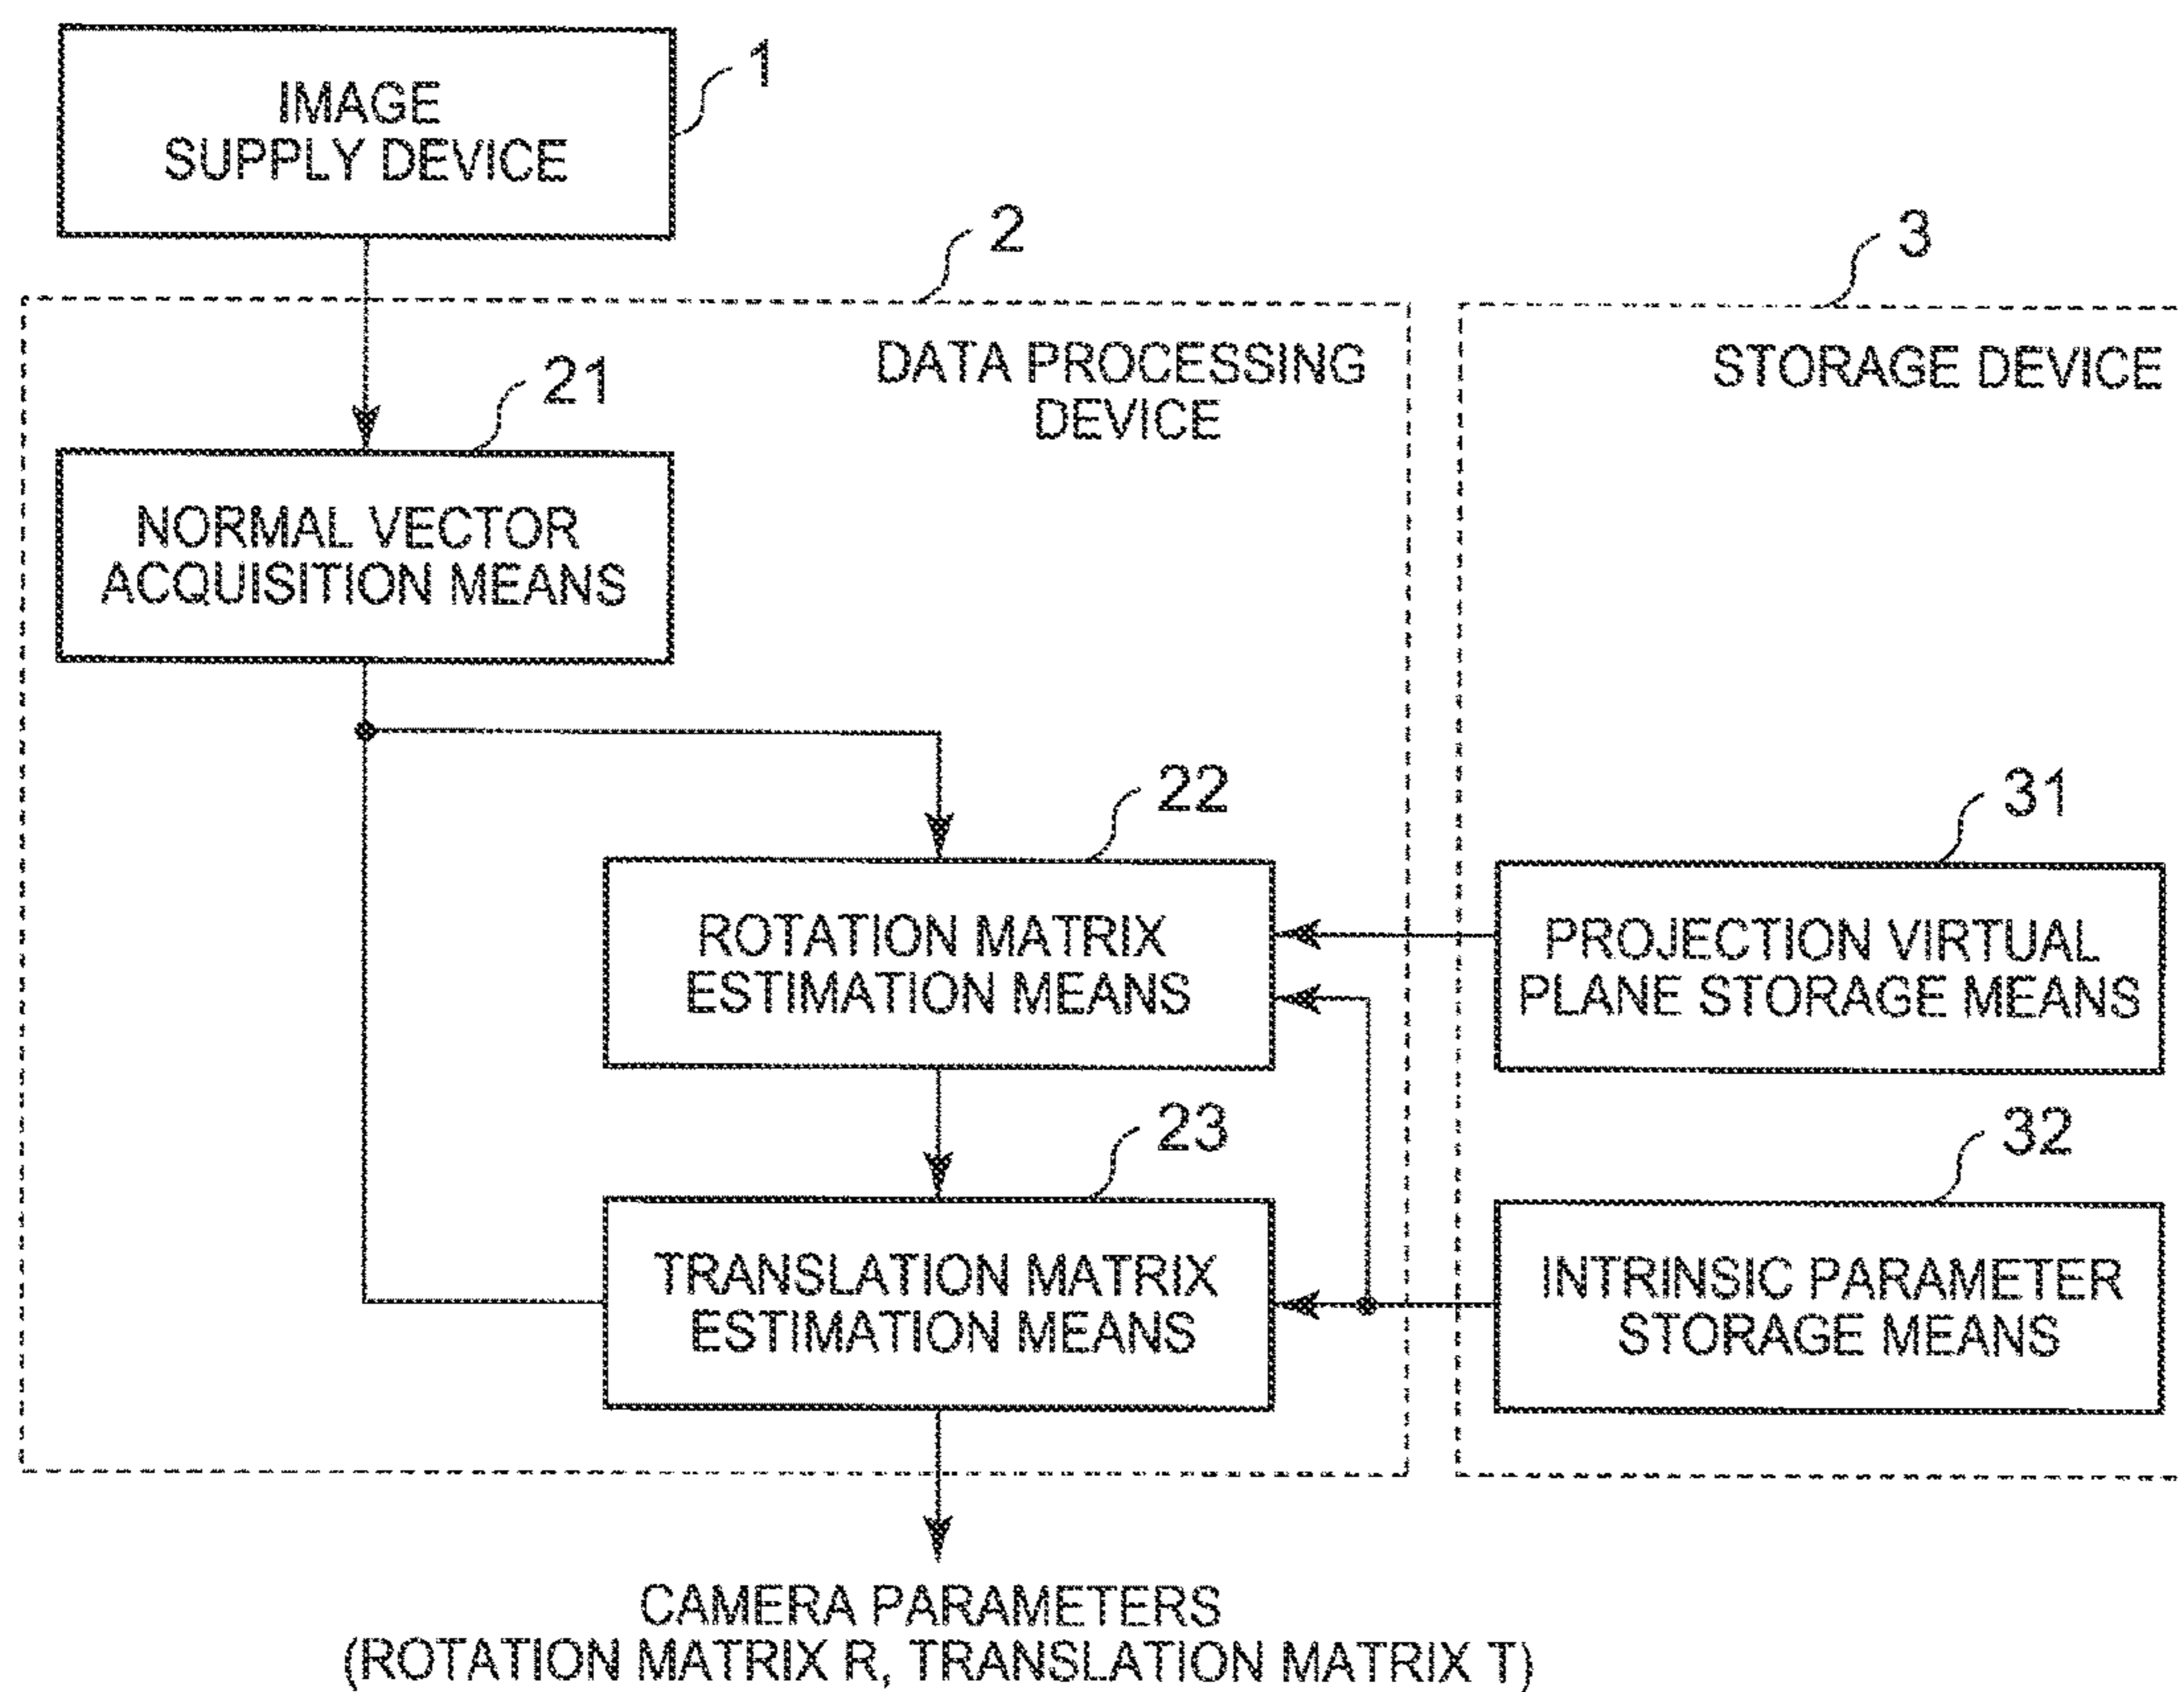 IMAGE
SUPPLY DEVICE
1
2
3
DATA PROCESSING
DEVICE
STORAGE DEVICE
21
NORMAL VECTOR
ACQUISITION MEANS
22
ROTATION MATRIX
ESTIMATION MEANS
31
PROJECTION VIRTUAL
PLANE STORAGE MEANS
23
TRANSLATION MATRIX
ESTIMATION MEANS
32
INTRINSIC PARAMETER
STORAGE MEANS
CAMERA PARAMETERS
(ROTATION MATRIX R, TRANSLATION MATRIX T)